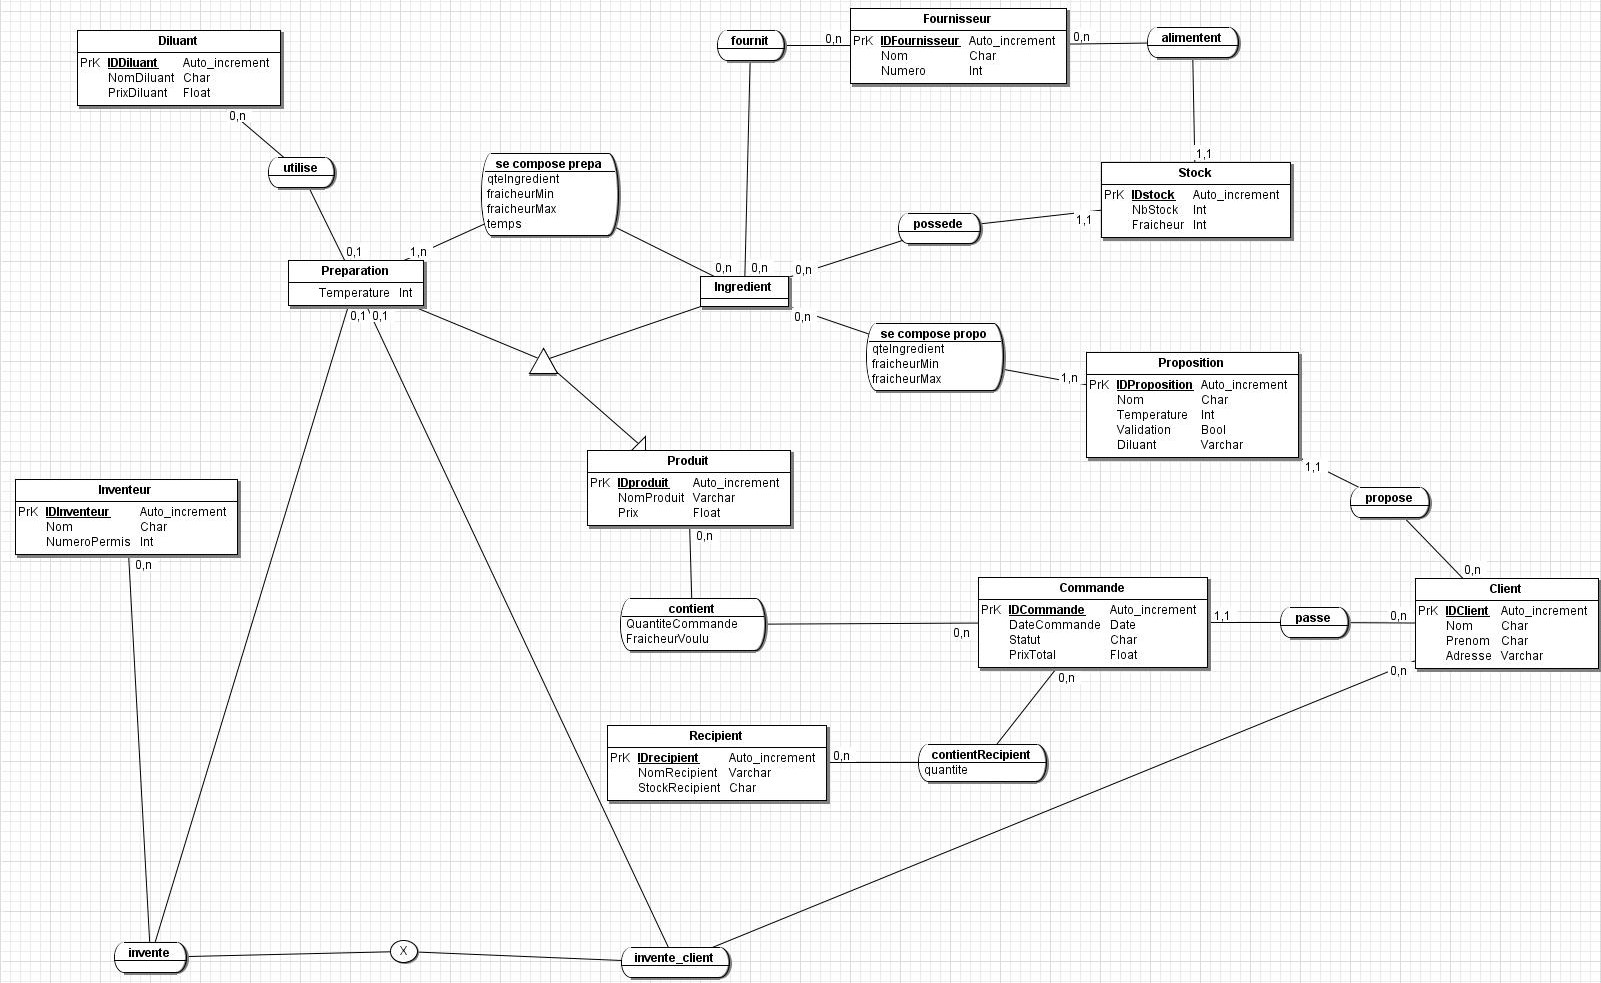 Diluant
PrK IDDiluant Auto_increment
NomDiluant Char
PrixDiluant Float
0,n
utilise
0,1
fournit
0,n
Fournisseur
PrK IDFournisseur Auto_increment
Nom Char
Numero Int
0,n
alimentent
1,1
Stock
PrK IDstock Auto_increment
NbStock Int
Fraicheur Int
se compose prepa
qteIngredient
fraicheurMin
fraicheurMax
temps
1,n
0,n
0,n
0,n
possede
1,1
Preparation
Temperature Int
0,1
0,1
Ingredient
0,n
se compose propo
qteIngredient
fraicheurMin
fraicheurMax
1,n
Proposition
PrK IDProposition Auto_increment
Nom Char
Temperature Int
Validation Bool
Diluant Varchar
1,1
propose
0,n
Produit
PrK IDproduit Auto_increment
NomProduit Varchar
Prix Float
0,n
Inventeur
PrK IDInventeur Auto_increment
Nom Char
NumeroPermis Int
0,n
contient
QuantiteCommande
FraicheurVoulu
0,n
Commande
PrK IDCommande Auto_increment
DateCommande Date
Statut Char
PrixTotal Float
1,1
passe
0,n
Client
PrK IDClient Auto_increment
Nom Char
Prenom Char
Adresse Varchar
0,n
0,n
Recipient
PrK IDrecipient Auto_increment
NomRecipient Varchar
StockRecipient Char
0,n
contientRecipient
quantite
invente
X
invente_client